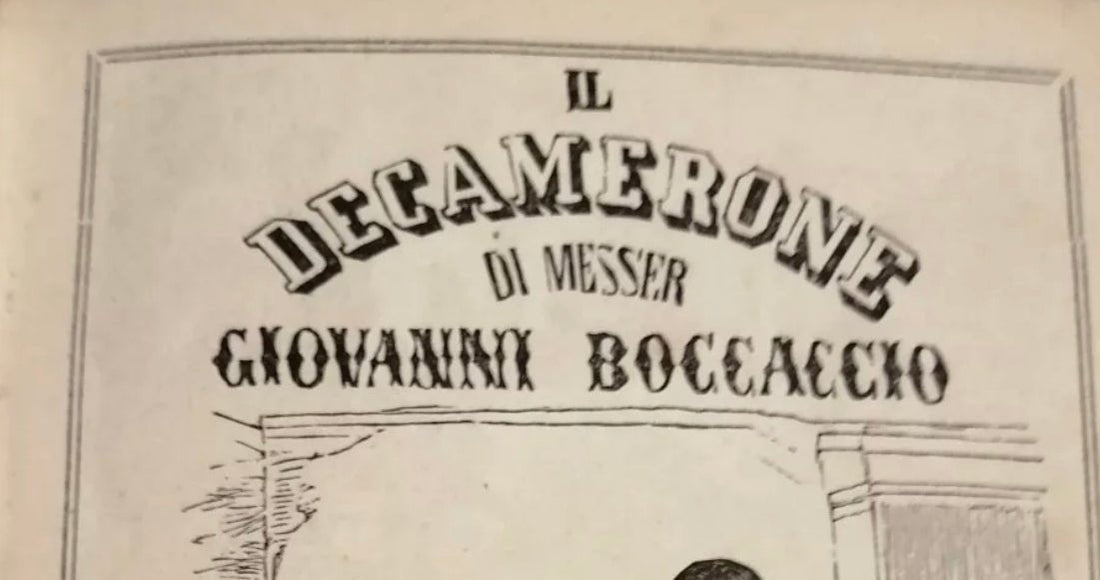 IL
DECAMERONE
DI MESSER
GIOVANNI BOCCACCIO